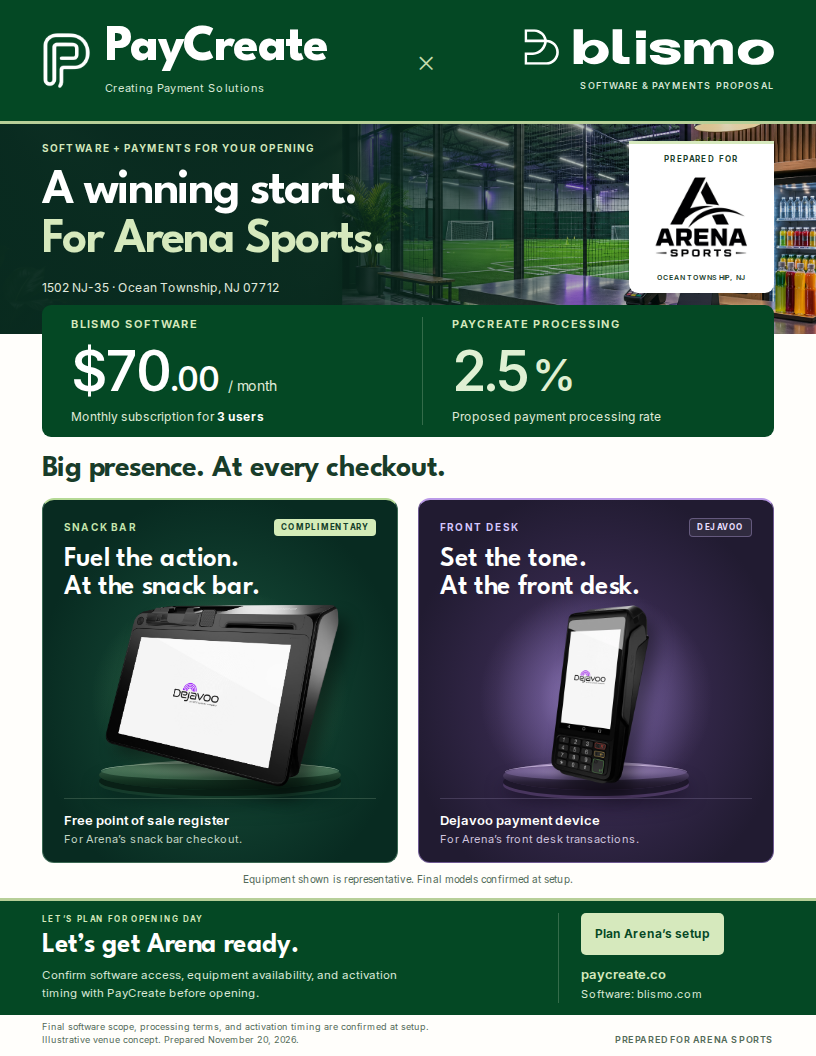 PayCreate
Creating Payment Solutions
×
blismo
SOFTWARE & PAYMENTS PROPOSAL
SOFTWARE + PAYMENTS FOR YOUR OPENING
A winning start.
For Arena Sports.
1502 NJ-35 · Ocean Township, NJ 07712
PREPARED FOR
ARENA
SPORTS
OCEAN TOWNSHIP, NJ
BLISMO SOFTWARE
$70.00 / month
Monthly subscription for 3 users
PAYCREATE PROCESSING
2.5%
Proposed payment processing rate
Big presence. At every checkout.
SNACK BAR
COMPLIMENTARY
Fuel the action.
At the snack bar.
Dejavoo
Free point of sale register
For Arena’s snack bar checkout.
FRONT DESK
DEJAVOO
Set the tone.
At the front desk.
Dejavoo
Dejavoo payment device
For Arena’s front desk transactions.
Equipment shown is representative. Final models confirmed at setup.
LET’S PLAN FOR OPENING DAY
Let’s get Arena ready.
Confirm software access, equipment availability, and activation
timing with PayCreate before opening.
Plan Arena’s setup
paycreate.co
Software: blismo.com
Final software scope, processing terms, and activation timing are confirmed at setup.
Illustrative venue concept. Prepared November 20, 2026.
PREPARED FOR ARENA SPORTS